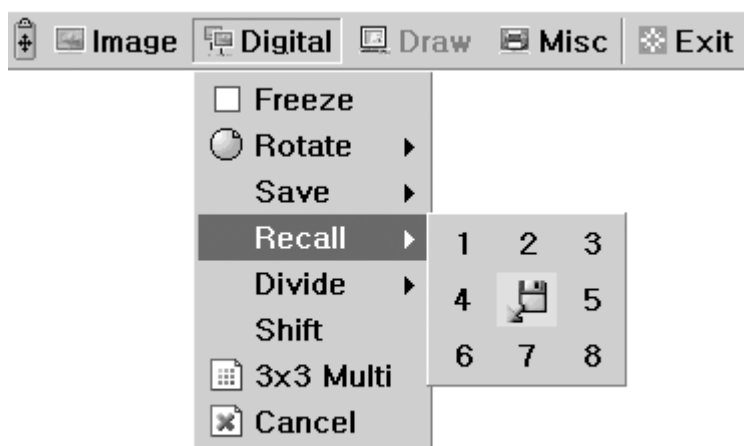 Image Digital Draw Misc Exit
Freeze
Rotate
Save
Recall
1 2 3
Divide
4 5
Shift
6 7 8
3x3 Multi
Cancel